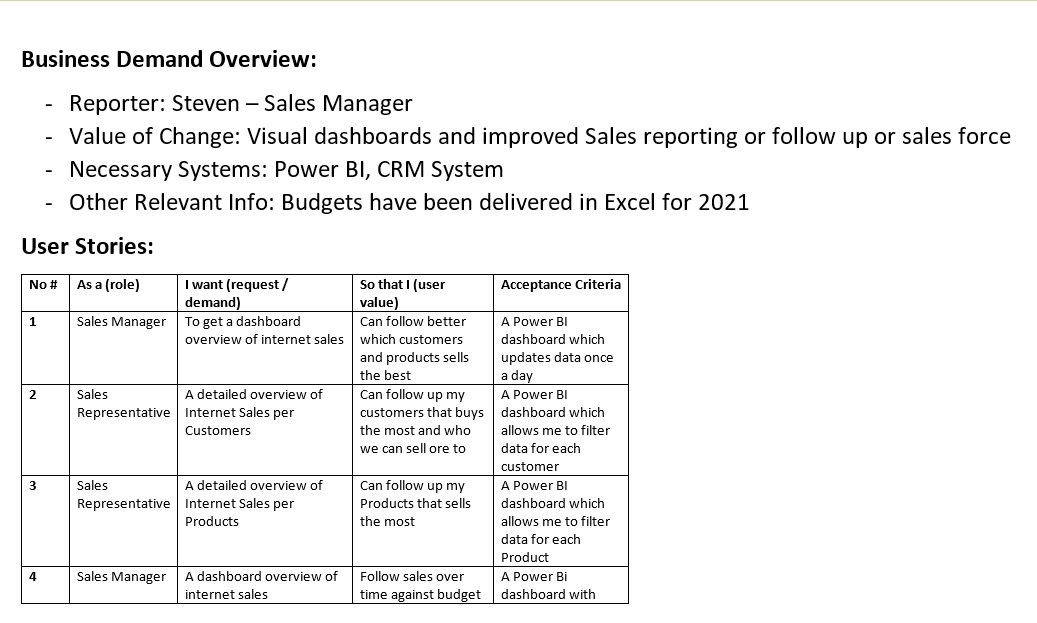 Business Demand Overview:
- Reporter: Steven – Sales Manager
- Value of Change: Visual dashboards and improved Sales reporting or follow up or sales force
- Necessary Systems: Power BI, CRM System
- Other Relevant Info: Budgets have been delivered in Excel for 2021
User Stories:
No # As a (role) I want (request / So that I (user Acceptance Criteria
demand) value)
1 Sales Manager To get a dashboard Can follow better A Power BI
overview of internet sales which customers dashboard which
and products sells updates data once
the best a day
2 Sales A detailed overview of Can follow up my A Power BI
Representative Internet Sales per customers that buys dashboard which
Customers the most and who allows me to filter
we can sell ore to data for each
customer
3 Sales A detailed overview of Can follow up my A Power BI
Representative Internet Sales per Products that sells dashboard which
Products the most allows me to filter
data for each
Product
4 Sales Manager A dashboard overview of Follow sales over A Power Bi
internet sales time against budget dashboard with